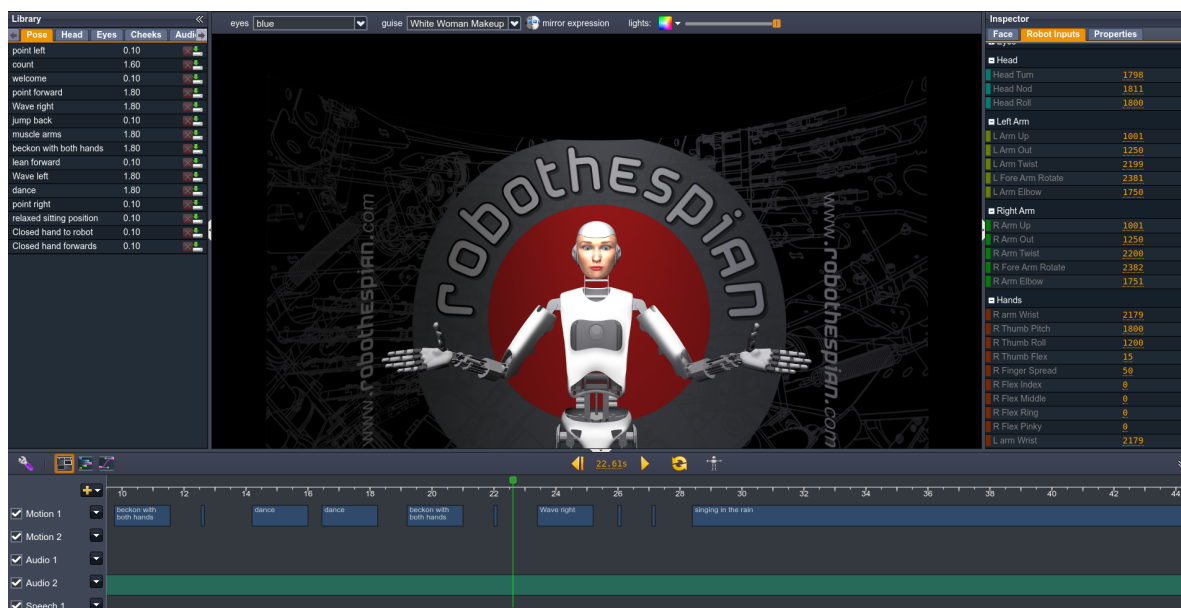 Library
eyes blue guise White Woman Makeup mirror expression lights:
Inspector
Pose Head Eyes Cheeks
Face Robot Inputs Properties
point left 0.10
count 1.60
welcome 0.10
point forward 1.80
Wave right 1.80
jump back 0.10
muscle arms 1.80
beckon with both hands 1.80
lean forward 0.10
Wave left 1.80
dance 1.80
point right 0.10
relaxed sitting position 0.10
Closed hand to robot 0.10
Closed hand forwards 0.10
robothespian
www.robothespian.com
www.robothespian.com
Eyes
Head
Head Turn 1798
Head Nod 1811
Head Roll 1800
Left Arm
L Arm Up 1001
L Arm Out 1250
L Arm Twist 2199
L Fore Arm Rotate 2381
L Arm Elbow 1750
Right Arm
R Arm Up 1001
R Arm Out 1250
R Arm Twist 2200
R Fore Arm Rotate 2382
R Arm Elbow 1751
Hands
R arm Wrist 2179
R Thumb Pitch 1800
R Thumb Roll 1200
R Thumb Flex 15
R Finger Spread 50
R Flex Index 0
R Flex Middle 0
R Flex Ring 0
R Flex Pinky 0
L arm Wrist 2179
22.61s
10 12 14 16 18 20 22 24 26 28 30 32 34 36 38 40 42 44
Motion 1
beckon with
both hands
dance
dance
beckon with
both hands
Wave right
singing in the rain
Motion 2
Audio 1
Audio 2
Speech 1